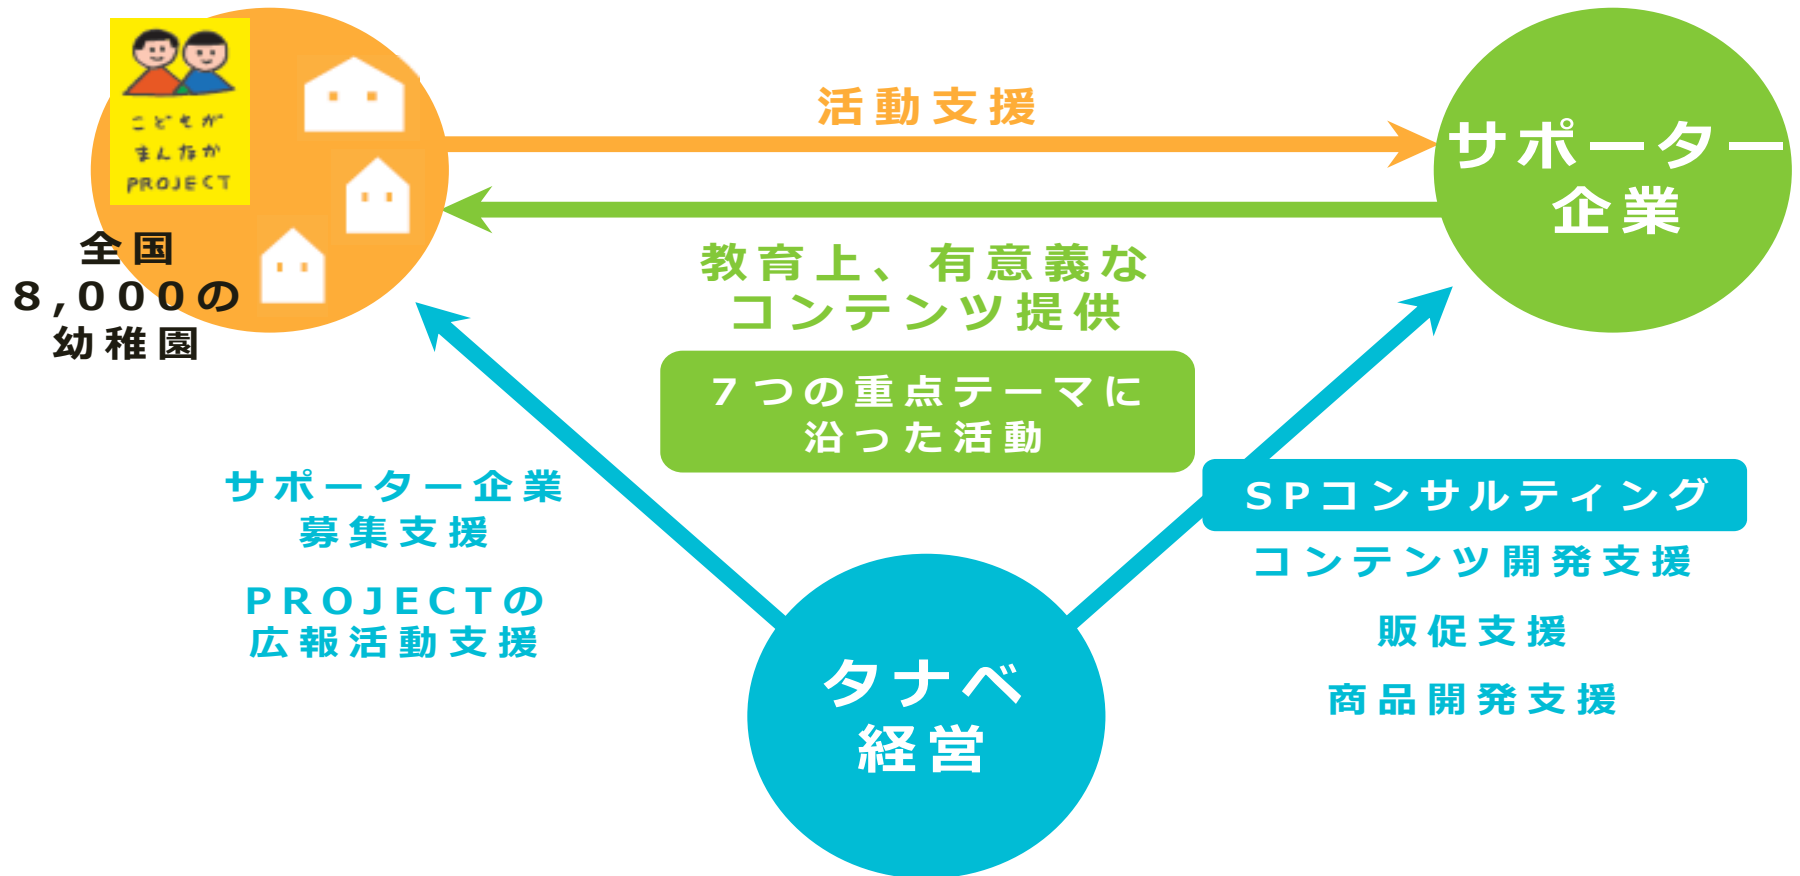 こどもが
まんなか
PROJECT
全国
8,000の
幼稚園
活動支援
サポーター
企業
教育上、有意義な
コンテンツ提供
7つの重点テーマに
沿った活動
サポーター企業
募集支援
PROJECTの
広報活動支援
SPコンサルティング
コンテンツ開発支援
販促支援
商品開発支援
タナベ
経営